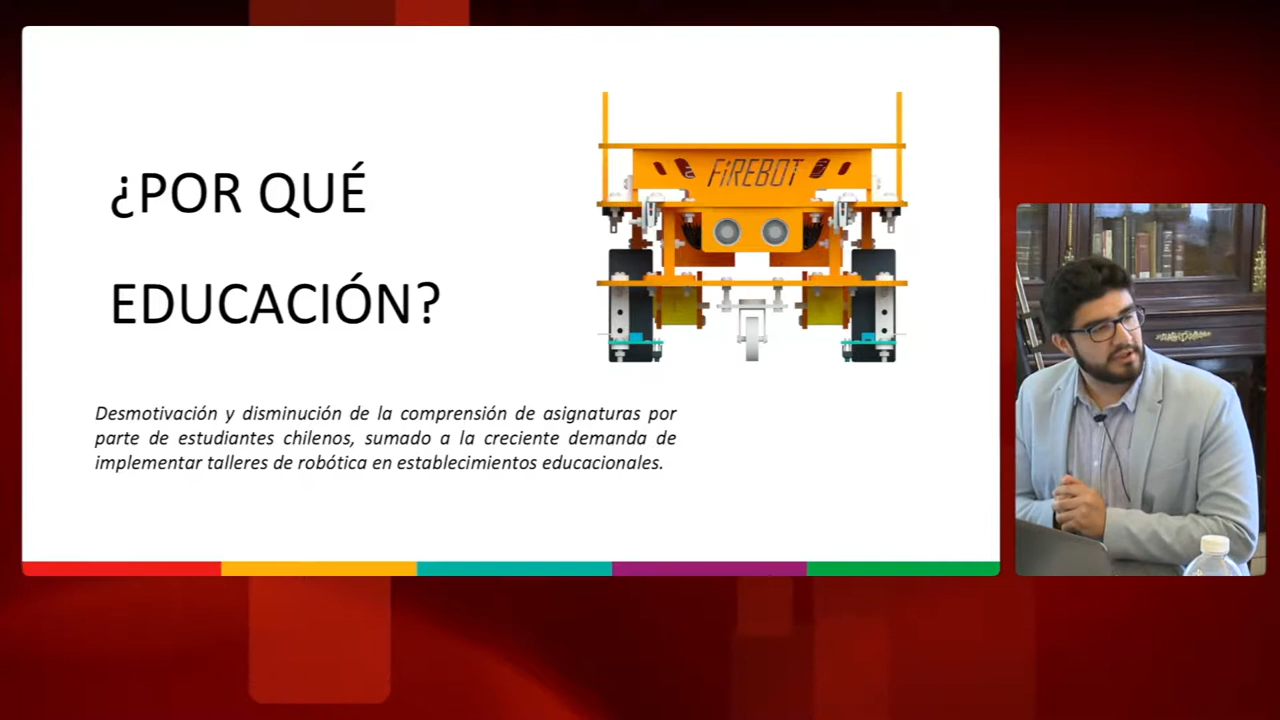 ¿POR QUÉ
EDUCACIÓN?
FiREBOT
Desmotivación y disminución de la comprensión de asignaturas por
parte de estudiantes chilenos, sumado a la creciente demanda de
implementar talleres de robótica en establecimientos educacionales.